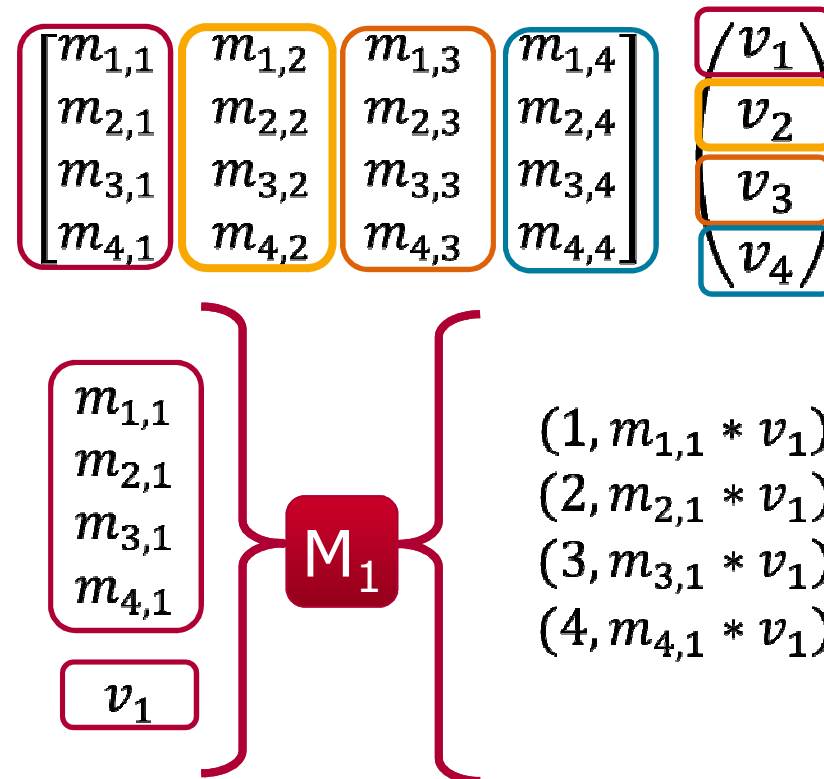 m1,1 m1,2 m1,3 m1,4 v1
m2,1 m2,2 m2,3 m2,4 v2
m3,1 m3,2 m3,3 m3,4 v3
m4,1 m4,2 m4,3 m4,4 v4
m1,1
m2,1
m3,1
m4,1
v1
M1
(1, m1,1 * v1)
(2, m2,1 * v1)
(3, m3,1 * v1)
(4, m4,1 * v1)